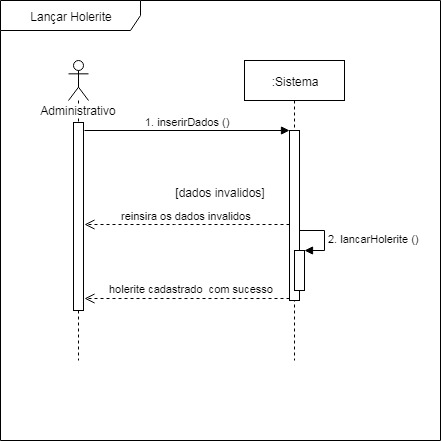 Lançar Holerite
Administrativo
:Sistema
1. inserirDados ()
[dados invalidos]
reinsira os dados invalidos
2. lancarHolerite ()
holerite cadastrado  com sucesso